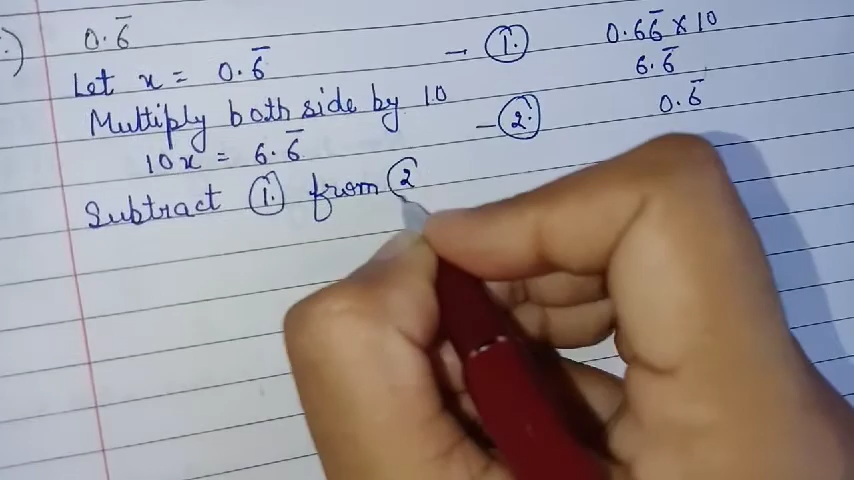 0.6̅
Let x = 0.6̅ – ①.
Multiply both side by 10
10x = 6.6̅ – ②.
Subtract ①. from ②
0.66̅ × 10
6.6̅
0.6̅